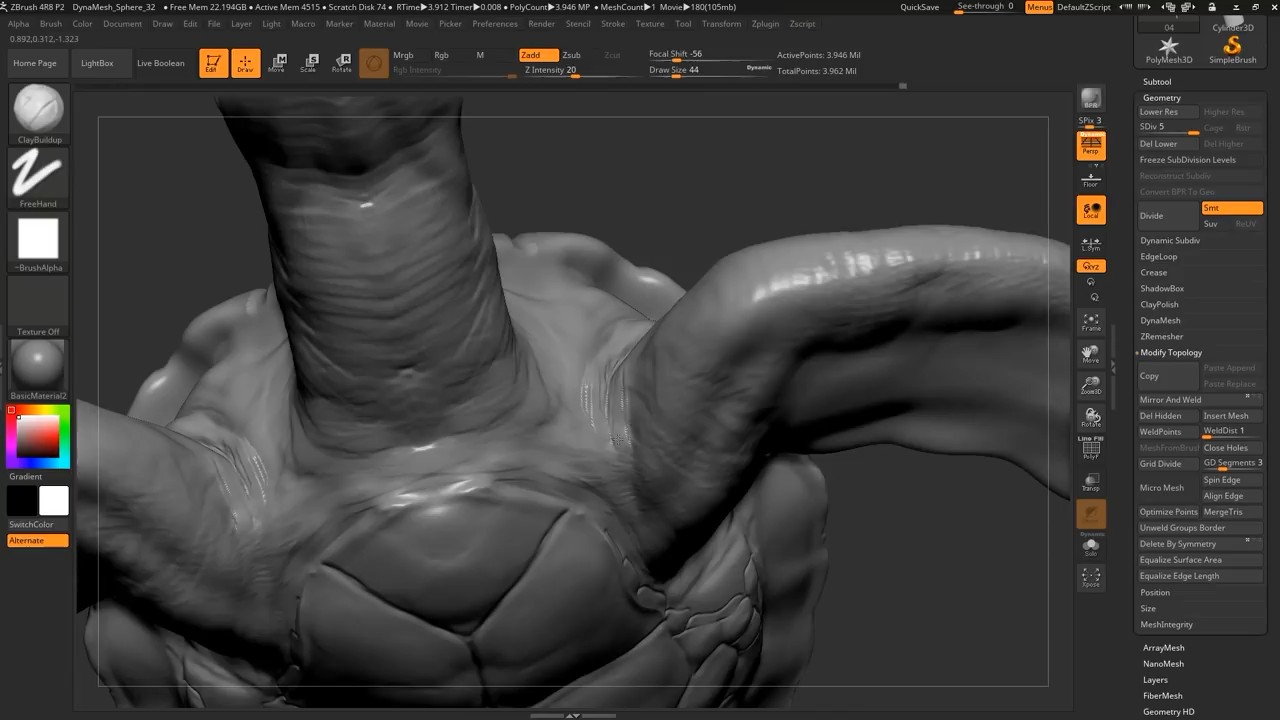 ZBrush 4R8 P2 DynaMesh_Sphere_32 • Free Mem 22.194GB • Active Mem 4515 • Scratch Disk 74 • RTime▶3.912 Timer▶0.008 • PolyCount▶3.946 MP • MeshCount▶1 Movie▶180(105mb) QuickSave See-through 0 Menus DefaultZScript
Alpha Brush Color Document Draw Edit File Layer Light Macro Marker Material Movie Picker Preferences Render Stencil Stroke Texture Tool Transform Zplugin Zscript
0.892,0.312,-1.323
Home Page LightBox Live Boolean Edit Draw Move Scale Rotate
Mrgb Rgb M Zadd Zsub Zcut Focal Shift -56 ActivePoints: 3.946 Mil
Rgb Intensity Z Intensity 20 Draw Size 44 Dynamic TotalPoints: 3.962 Mil
ClayBuildup
FreeHand
~BrushAlpha
Texture Off
BasicMaterial2
Gradient
SwitchColor
Alternate
BPR
SPix 3
Dynamic
Persp
Floor
Local
L.Sym
XYZ
Frame
Move
Zoom3D
Rotate
Line Fill
PolyF
Transp
Dynamic
Solo
Xpose
04
Cylinder3D
PolyMesh3D SimpleBrush
Subtool
Geometry
Lower Res Higher Res
SDiv 5 Cage Rstr
Del Lower Del Higher
Freeze SubDivision Levels
Reconstruct Subdiv
Convert BPR To Geo
Divide Smt
Suv ReUV
Dynamic Subdiv
EdgeLoop
Crease
ShadowBox
ClayPolish
DynaMesh
ZRemesher
Modify Topology
Copy Paste Append
Paste Replace
Mirror And Weld
Del Hidden Insert Mesh
WeldPoints WeldDist 1
MeshFromBrush Close Holes
Grid Divide GD Segments 3
Micro Mesh Spin Edge
Align Edge
Optimize Points MergeTris
Unweld Groups Border
Delete By Symmetry
Equalize Surface Area
Equalize Edge Length
Position
Size
MeshIntegrity
ArrayMesh
NanoMesh
Layers
FiberMesh
Geometry HD